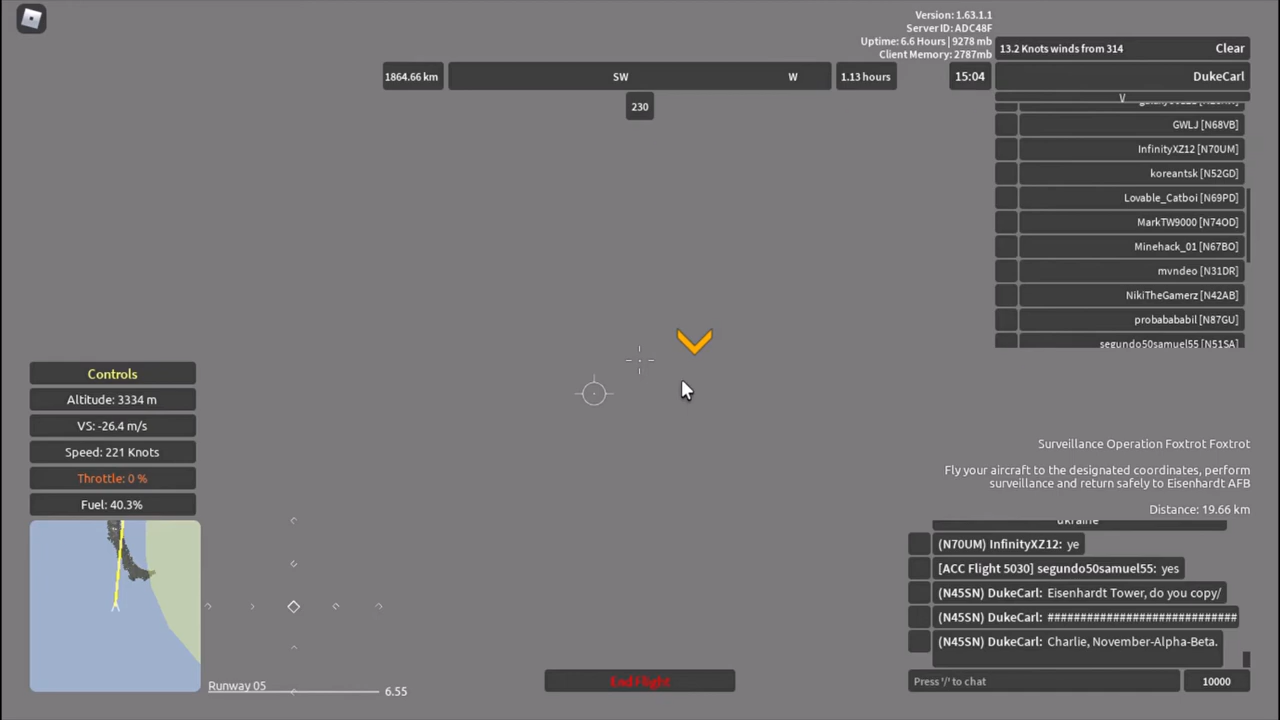 Version: 1.63.1.1
Server ID: ADC48F
Uptime: 6.6 Hours | 9278 mb
Client Memory: 2787mb
13.2 Knots winds from 314
Clear
1864.66 km
SW
W
1.13 hours
15:04
DukeCarl
V
230
GWLJ [N68VB]
InfinityXZ12 [N70UM]
koreantsk [N52GD]
Lovable_Catboi [N69PD]
MarkTW9000 [N74OD]
Minehack_01 [N67BO]
mvndeo [N31DR]
NikiTheGamerz [N42AB]
probabababil [N87GU]
segundo50samuel55 [N51SA]
Controls
Altitude: 3334 m
VS: -26.4 m/s
Speed: 221 Knots
Throttle: 0 %
Fuel: 40.3%
Surveillance Operation Foxtrot Foxtrot
Fly your aircraft to the designated coordinates, perform
surveillance and return safely to Eisenhardt AFB
Distance: 19.66 km
ukraine
(N70UM) InfinityXZ12: ye
[ACC Flight 5030] segundo50samuel55: yes
(N45SN) DukeCarl: Eisenhardt Tower, do you copy/
(N45SN) DukeCarl: ############################
(N45SN) DukeCarl: Charlie, November-Alpha-Beta.
Runway 05
6.55
End Flight
Press '/' to chat
10000